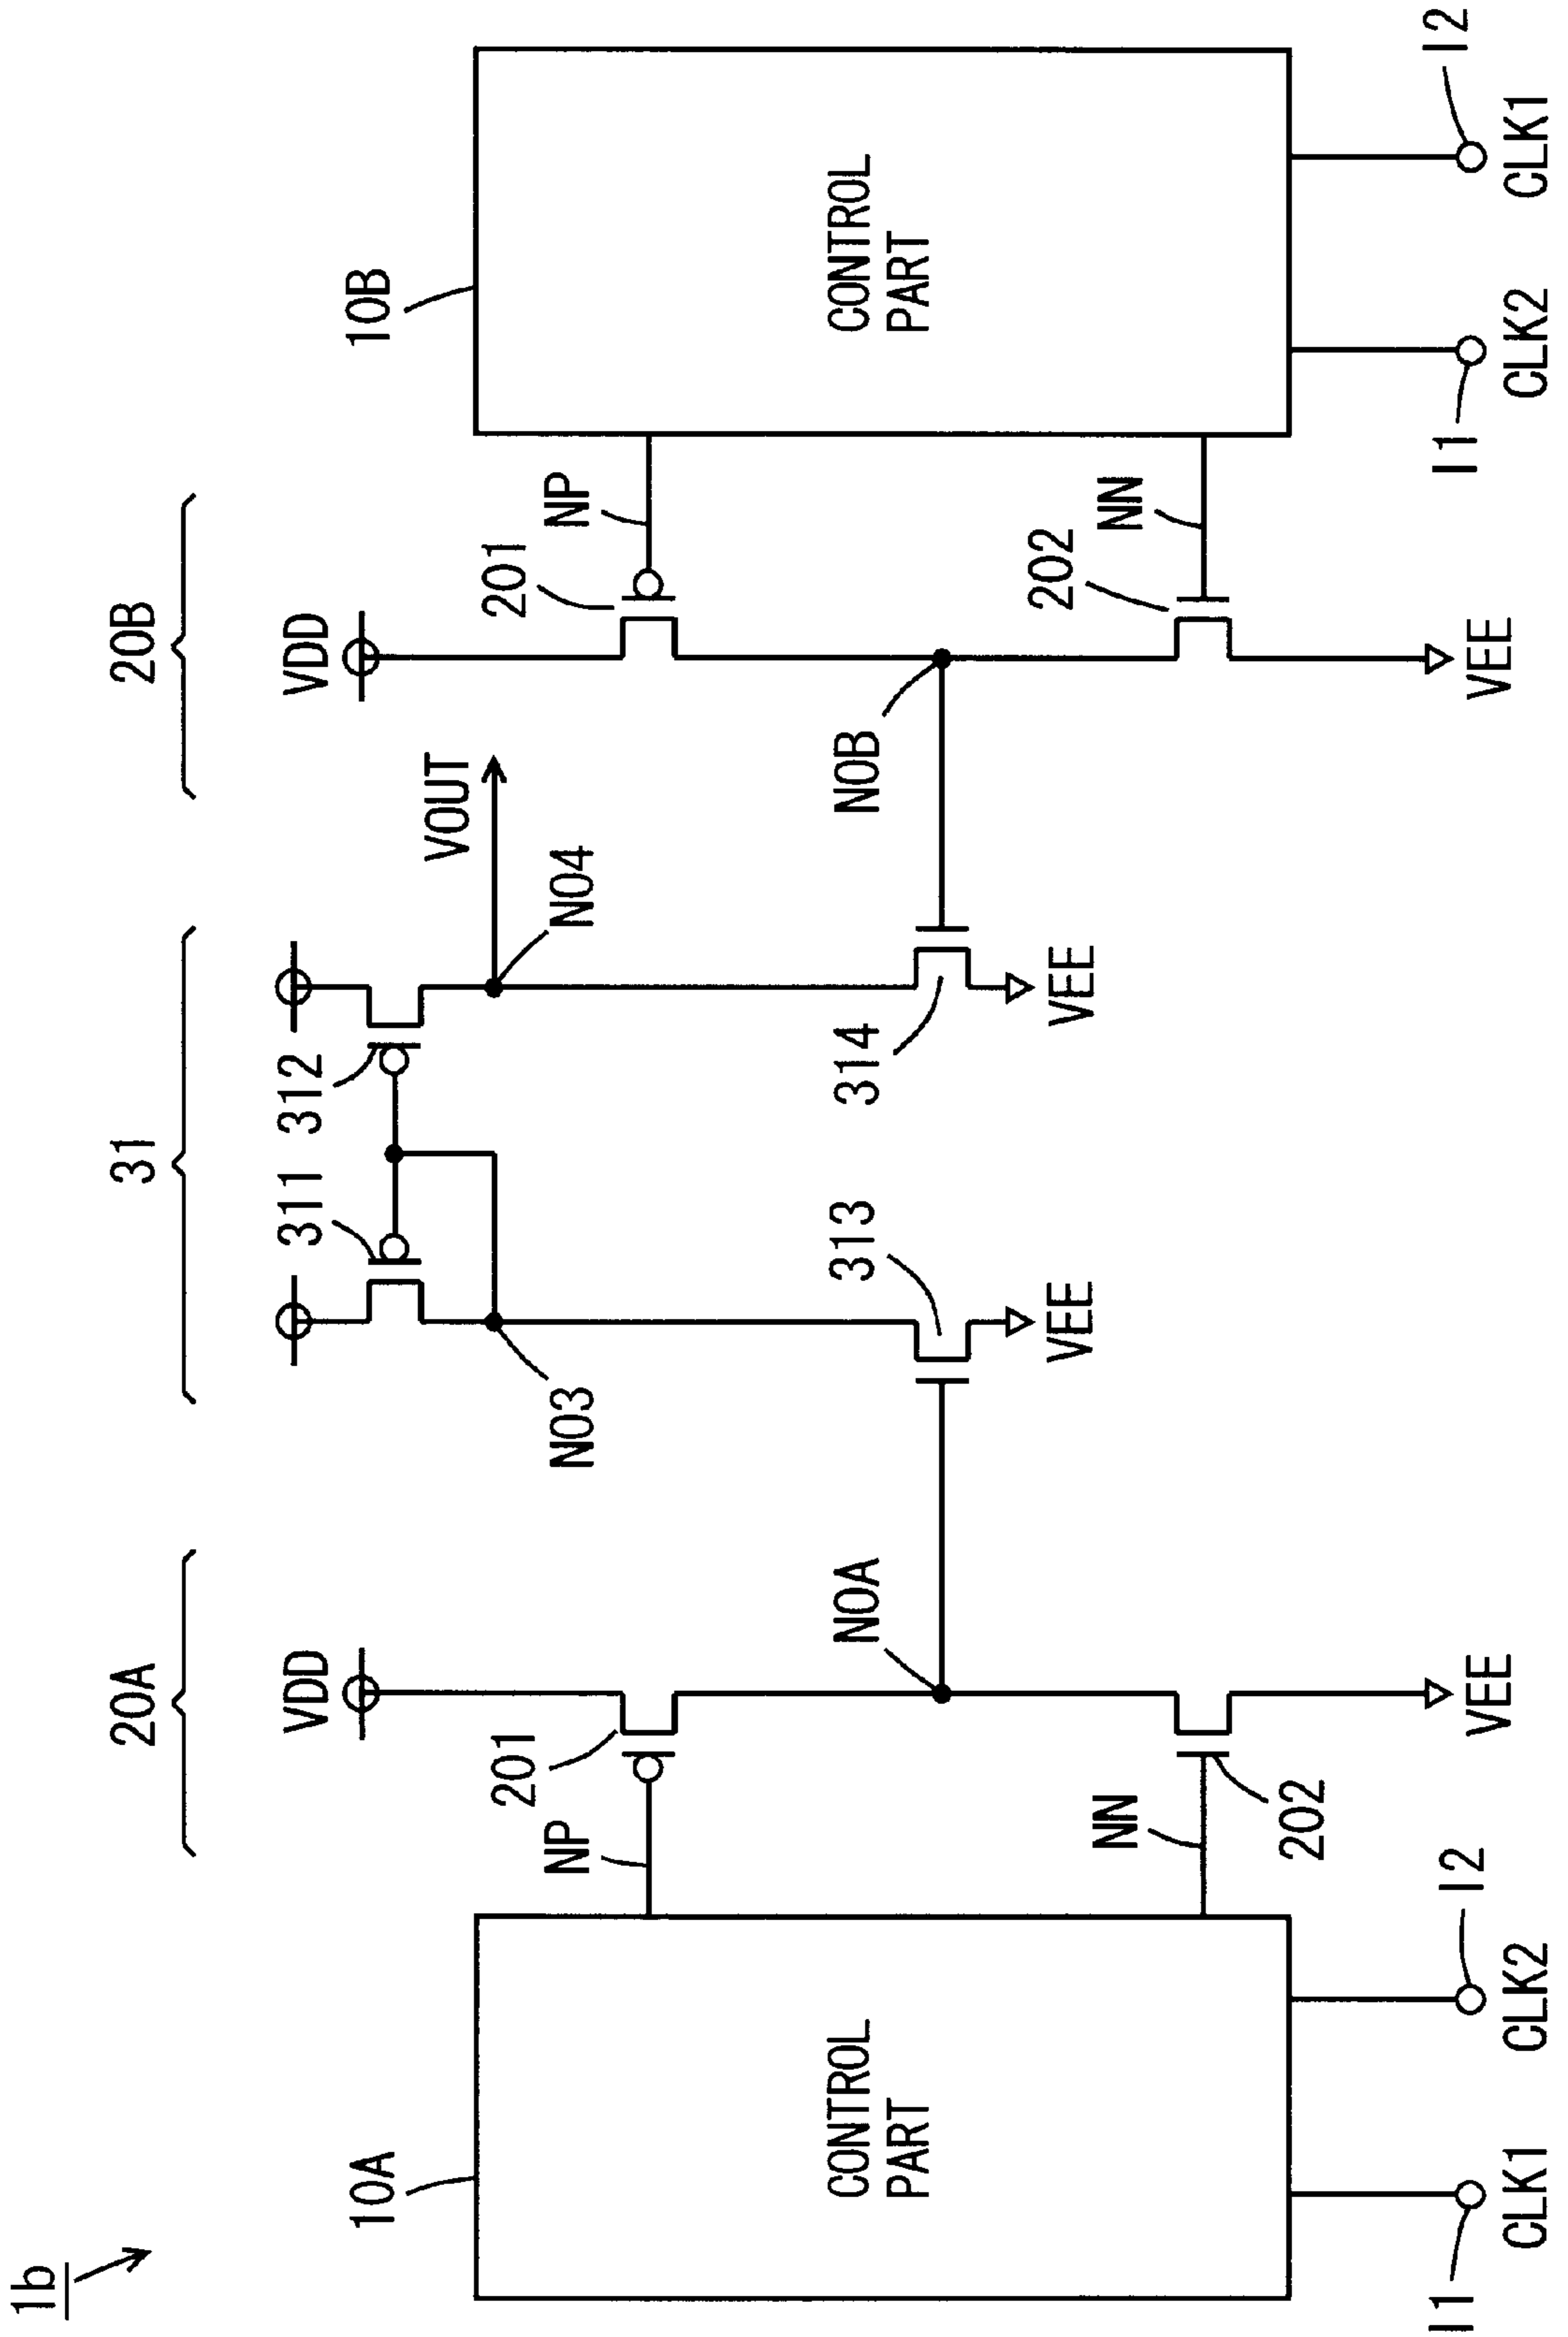 1b
20A
31
20B
VDD
311
312
VDD
10A
10B
VOUT
201
201
NP
N03
N04
NP
CONTROL
PART
NOA
313
314
NOB
CONTROL
PART
VEE
VEE
NN
202
202
NN
VEE
VEE
I1
I2
I1
I2
CLK1
CLK2
CLK2
CLK1